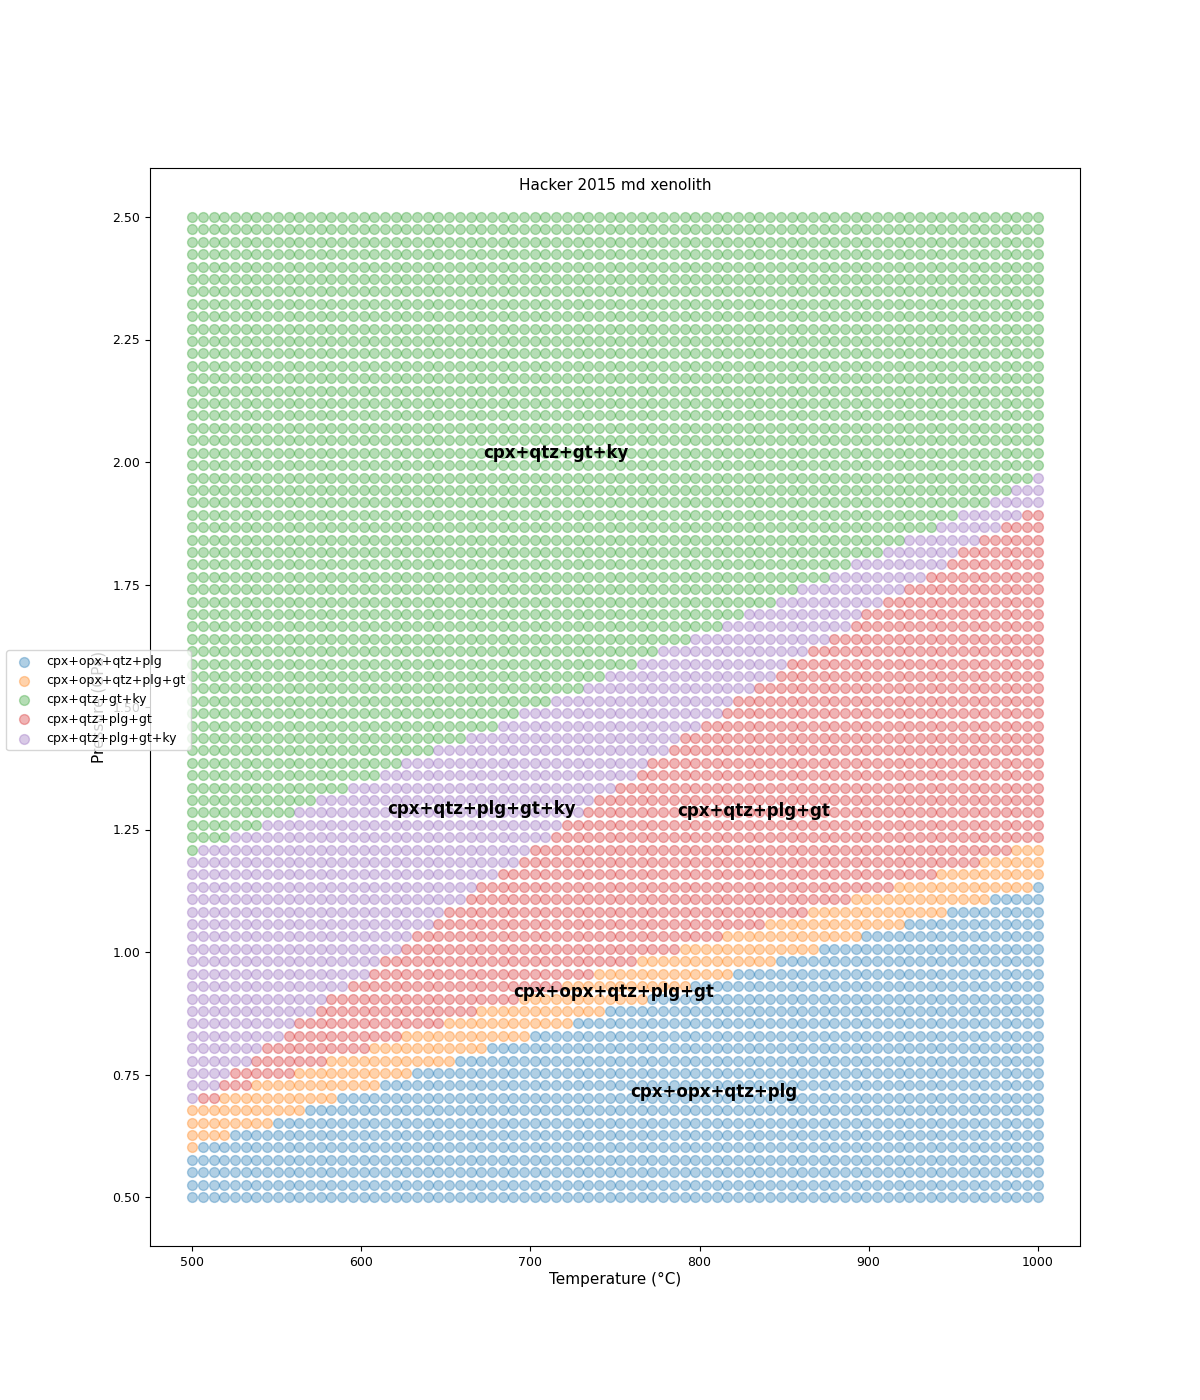 Hacker 2015 md xenolith
2.50
2.25
2.00
1.75
1.50
1.25
1.00
0.75
0.50
cpx+opx+qtz+plg
cpx+opx+qtz+plg+gt
cpx+qtz+gt+ky
cpx+qtz+plg+gt
cpx+qtz+plg+gt+ky
cpx+qtz+gt+ky
cpx+qtz+plg+gt+ky
cpx+qtz+plg+gt
cpx+opx+qtz+plg+gt
cpx+opx+qtz+plg
500
600
700
800
900
1000
Temperature (°C)